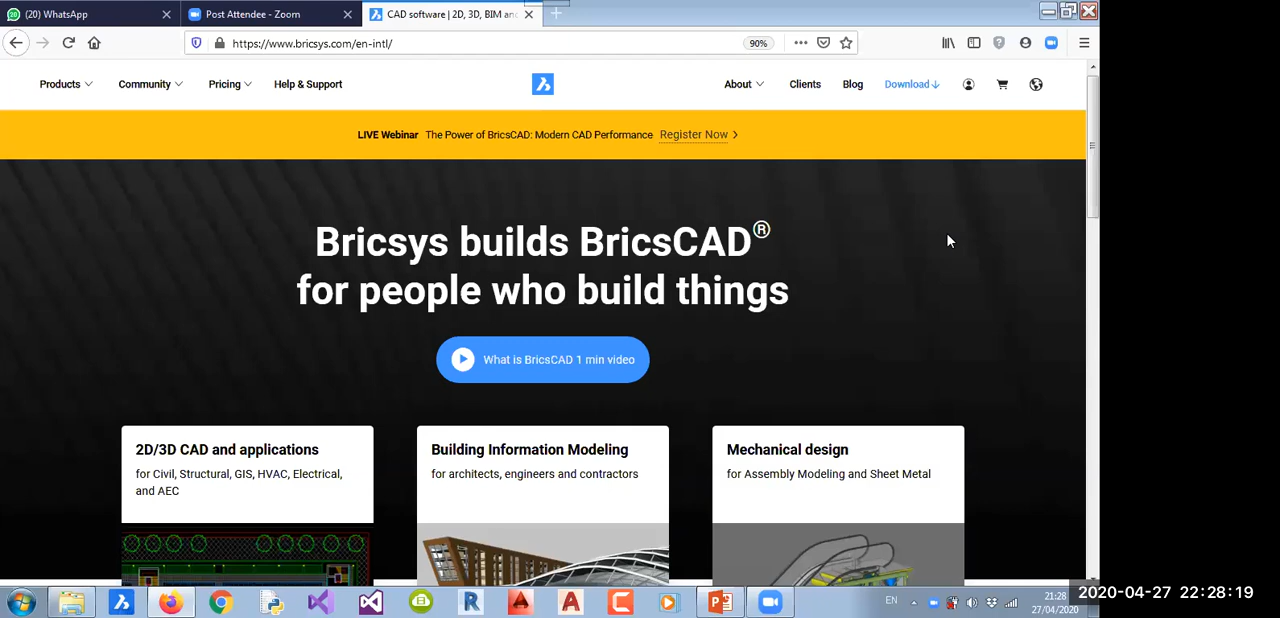 (20) WhatsApp
Post Attendee - Zoom
CAD software | 2D, 3D, BIM and
https://www.bricsys.com/en-intl/
90%
Products
Community
Pricing
Help & Support
About
Clients
Blog
Download
LIVE Webinar The Power of BricsCAD: Modern CAD Performance Register Now
Bricsys builds BricsCAD®
for people who build things
What is BricsCAD 1 min video
2D/3D CAD and applications
for Civil, Structural, GIS, HVAC, Electrical,
and AEC
Building Information Modeling
for architects, engineers and contractors
Mechanical design
for Assembly Modeling and Sheet Metal
EN
21:28
27/04/2020
2020-04-27 22:28:19